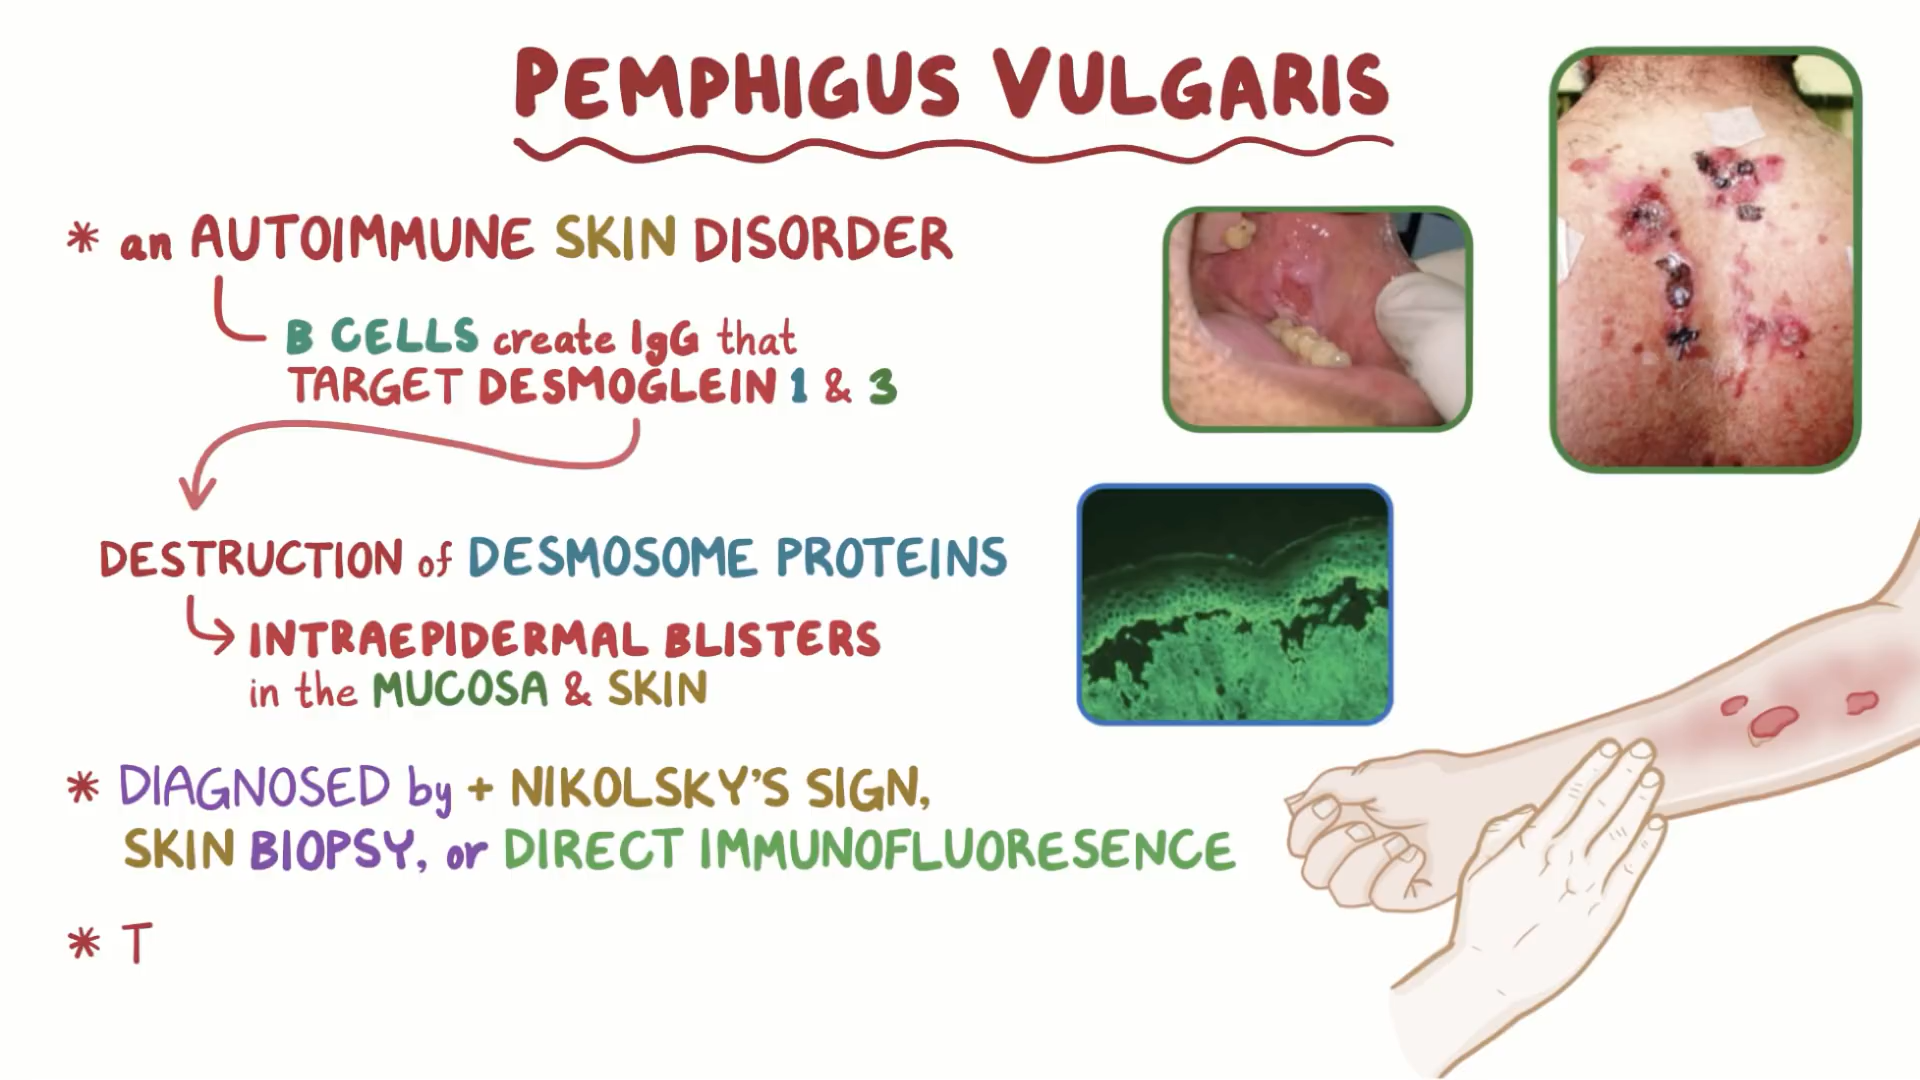 PEMPHIGUS VULGARIS
* an AUTOIMMUNE SKIN DISORDER
B CELLS create IgG that
TARGET DESMOGLEIN 1 & 3
DESTRUCTION of DESMOSOME PROTEINS
INTRAEPIDERMAL BLISTERS
in the MUCOSA & SKIN
* DIAGNOSED by + NIKOLSKY'S SIGN,
SKIN BIOPSY, or DIRECT IMMUNOFLUORESENCE
* T